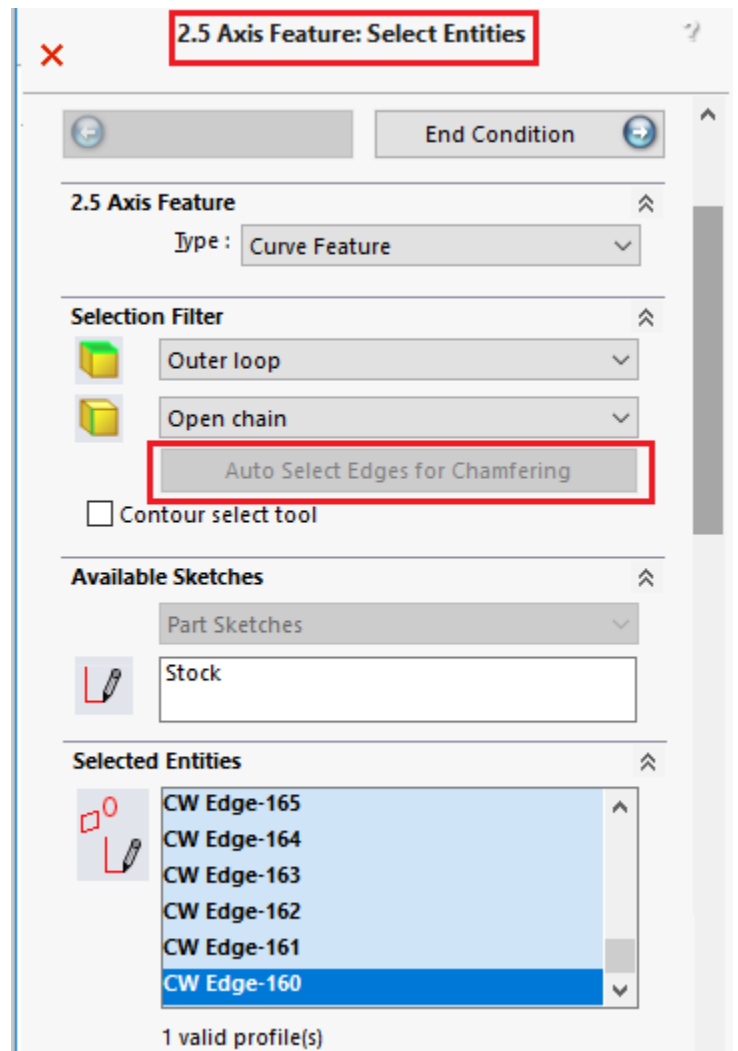 2.5 Axis Feature: Select Entities
?
End Condition
2.5 Axis Feature
Type :
Curve Feature
Selection Filter
Outer loop
Open chain
Auto Select Edges for Chamfering
Contour select tool
Available Sketches
Part Sketches
Stock
Selected Entities
CW Edge-165
CW Edge-164
CW Edge-163
CW Edge-162
CW Edge-161
CW Edge-160
1 valid profile(s)